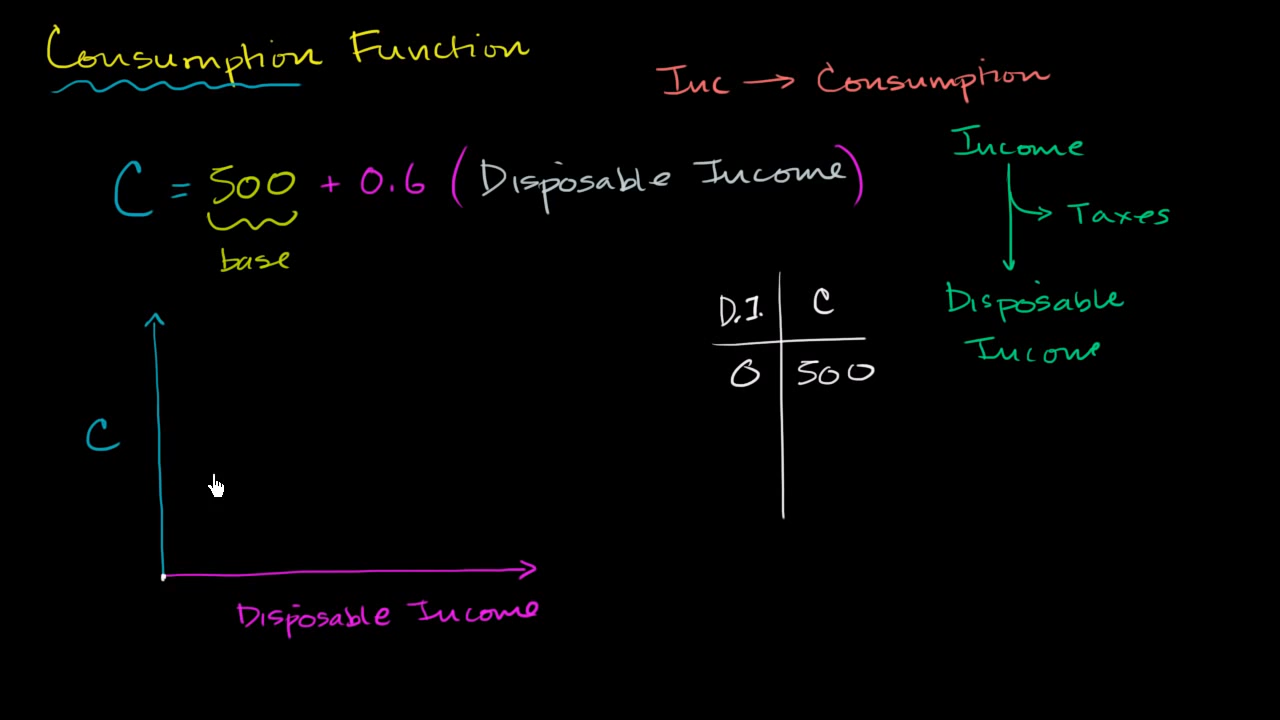 Consumption Function
Inc → Consumption
C = 500 + 0.6 (Disposable Income)
base
Income
Taxes
Disposable
Income
D.I. C
0 500
C
Disposable Income